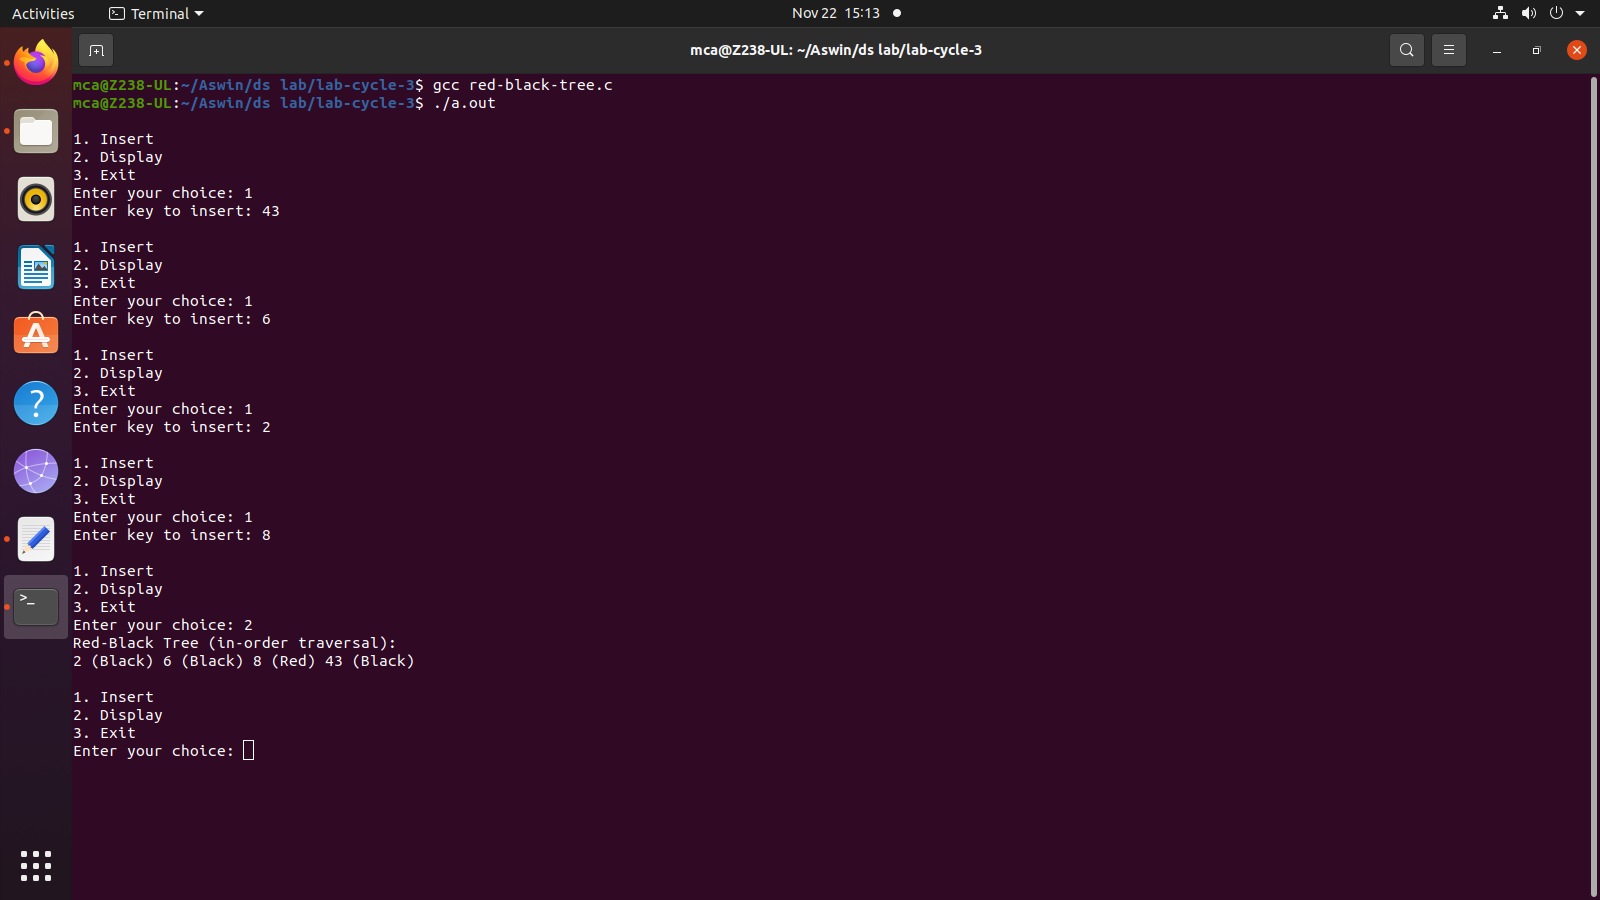 Activities
Terminal
Nov 22 15:13
mca@Z238-UL: ~/Aswin/ds lab/lab-cycle-3
mca@Z238-UL:~/Aswin/ds lab/lab-cycle-3$ gcc red-black-tree.c
mca@Z238-UL:~/Aswin/ds lab/lab-cycle-3$ ./a.out
1. Insert
2. Display
3. Exit
Enter your choice: 1
Enter key to insert: 43
1. Insert
2. Display
3. Exit
Enter your choice: 1
Enter key to insert: 6
1. Insert
2. Display
3. Exit
Enter your choice: 1
Enter key to insert: 2
1. Insert
2. Display
3. Exit
Enter your choice: 1
Enter key to insert: 8
1. Insert
2. Display
3. Exit
Enter your choice: 2
Red-Black Tree (in-order traversal):
2 (Black) 6 (Black) 8 (Red) 43 (Black)
1. Insert
2. Display
3. Exit
Enter your choice: